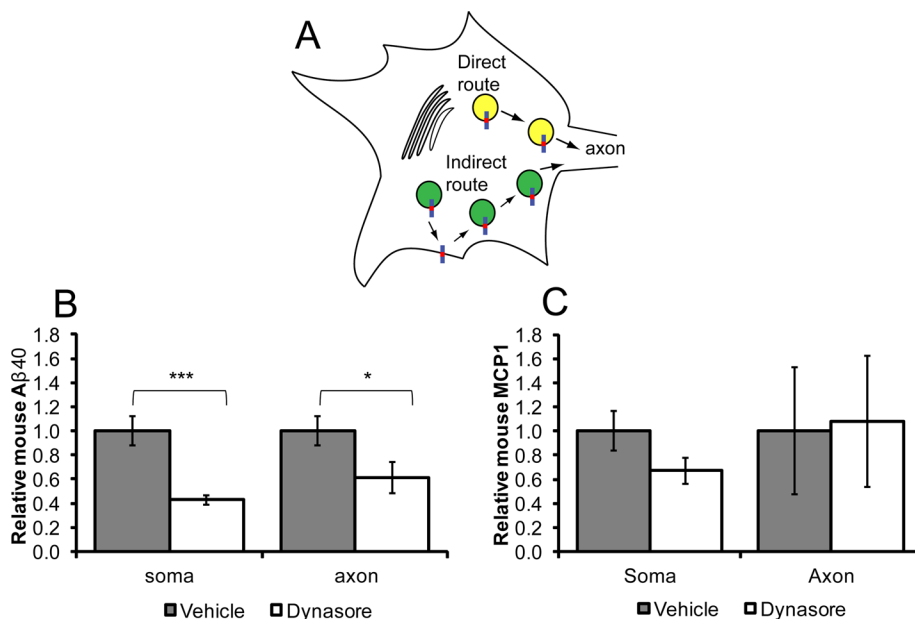 A
Direct
route
axon
Indirect
route
B
Relative mouse Aβ40
1.8
1.6
1.4
1.2
1.0
0.8
0.6
0.4
0.2
0.0
***
*
soma axon
Vehicle Dynasore
C
Relative mouse MCP1
1.8
1.6
1.4
1.2
1.0
0.8
0.6
0.4
0.2
0.0
Soma Axon
Vehicle Dynasore